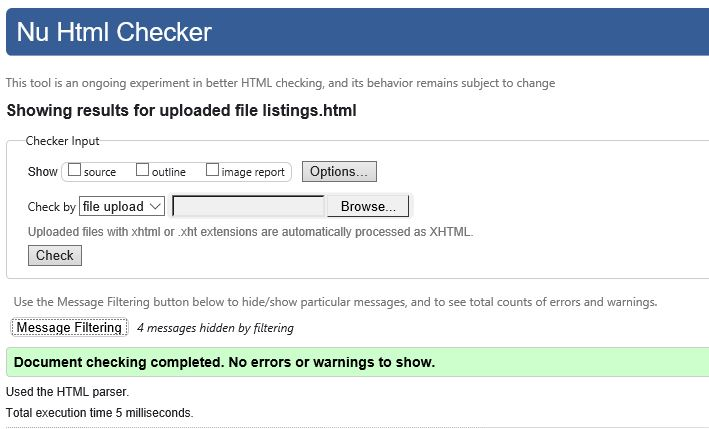 Nu Html Checker
This tool is an ongoing experiment in better HTML checking, and its behavior remains subject to change
Showing results for uploaded file listings.html
Checker Input
Show source outline image report Options...
Check by file upload Browse...
Uploaded files with xhtml or .xht extensions are automatically processed as XHTML.
Check
Use the Message Filtering button below to hide/show particular messages, and to see total counts of errors and warnings.
Message Filtering 4 messages hidden by filtering
Document checking completed. No errors or warnings to show.
Used the HTML parser.
Total execution time 5 milliseconds.